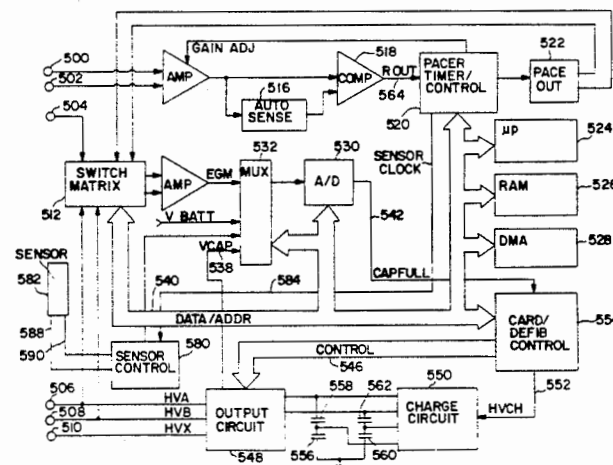 500
502
504
AMP
GAIN ADJ
516
AUTO
SENSE
518
COMP
R OUT
564
PACER
TIMER/
CONTROL
520
522
PACE
OUT
μP
524
RAM
526
DMA
528
SWITCH
MATRIX
512
AMP
EGM
532
MUX
530
A/D
SENSOR
CLOCK
542
V BATT
VCAP
538
540
584
CAPFULL
DATA/ADDR
SENSOR
582
588
590
SENSOR
CONTROL
580
CARD/
DEFIB
CONTROL
CONTROL
546
552
HVCH
506
508
510
HVA
HVB
HVX
OUTPUT
CIRCUIT
548
558
562
556
560
550
CHARGE
CIRCUIT